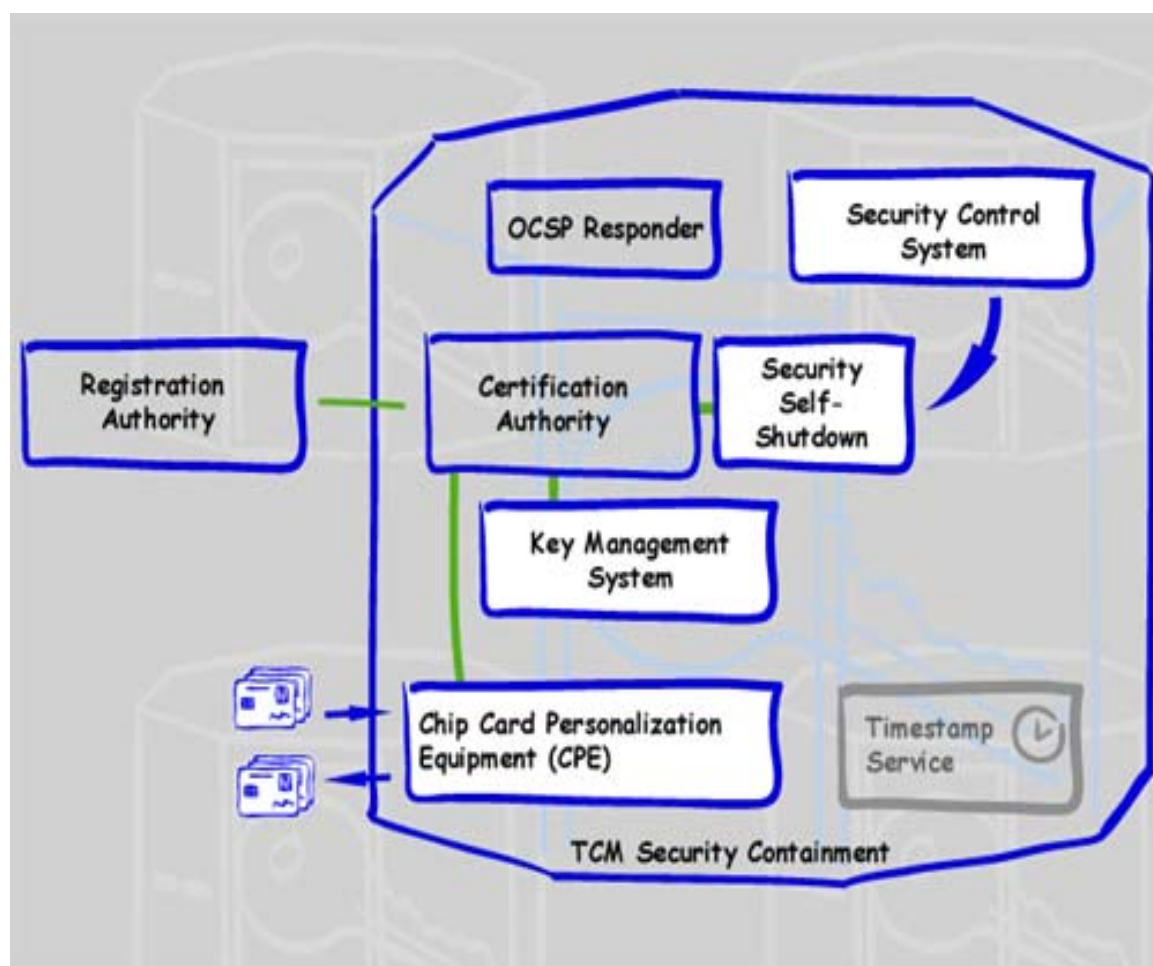 OCSP Responder
Security Control
System
Registration
Authority
Certification
Authority
Security
Self-
Shutdown
Key Management
System
Chip Card Personalization
Equipment (CPE)
Timestamp
Service
TCM Security Containment